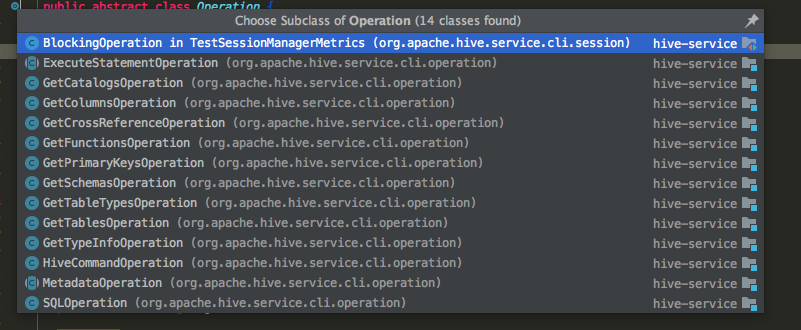 public abstract class Operation {
Choose Subclass of Operation (14 classes found)
BlockingOperation in TestSessionManagerMetrics (org.apache.hive.service.cli.session) hive-service
ExecuteStatementOperation (org.apache.hive.service.cli.operation) hive-service
GetCatalogsOperation (org.apache.hive.service.cli.operation) hive-service
GetColumnsOperation (org.apache.hive.service.cli.operation) hive-service
GetCrossReferenceOperation (org.apache.hive.service.cli.operation) hive-service
GetFunctionsOperation (org.apache.hive.service.cli.operation) hive-service
GetPrimaryKeysOperation (org.apache.hive.service.cli.operation) hive-service
GetSchemasOperation (org.apache.hive.service.cli.operation) hive-service
GetTableTypesOperation (org.apache.hive.service.cli.operation) hive-service
GetTablesOperation (org.apache.hive.service.cli.operation) hive-service
GetTypeInfoOperation (org.apache.hive.service.cli.operation) hive-service
HiveCommandOperation (org.apache.hive.service.cli.operation) hive-service
MetadataOperation (org.apache.hive.service.cli.operation) hive-service
SQLOperation (org.apache.hive.service.cli.operation) hive-service